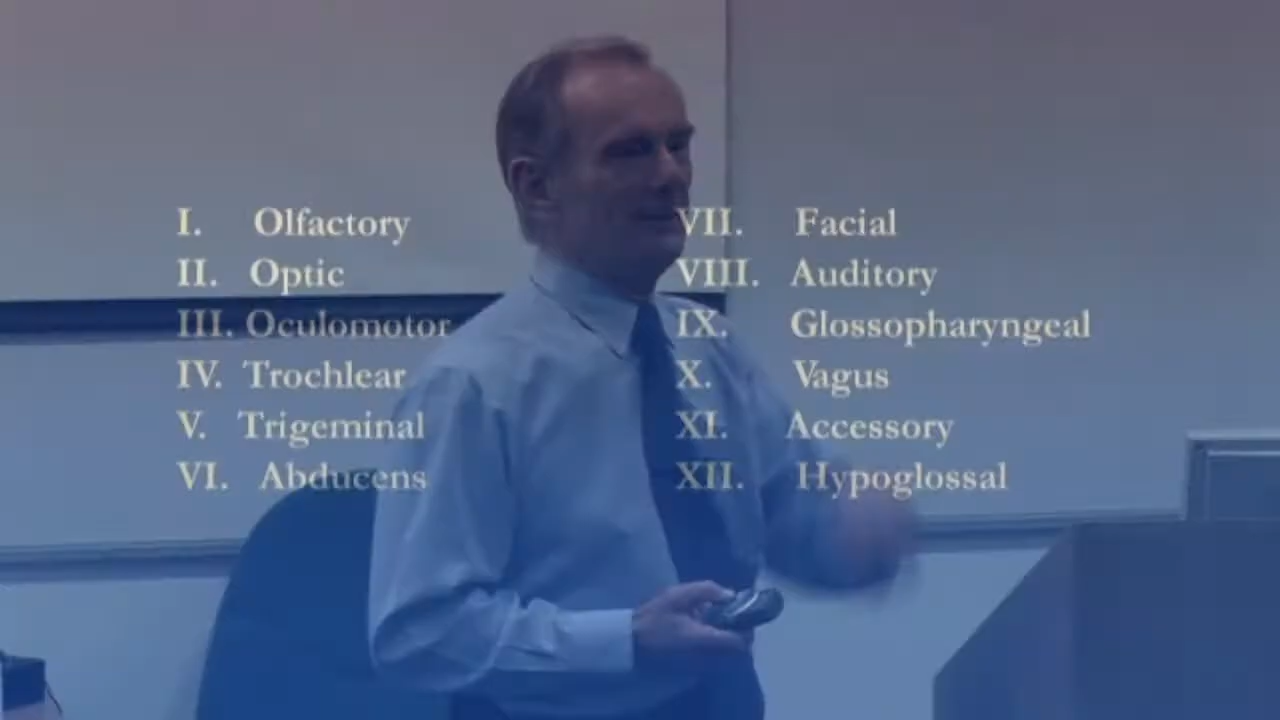 I. Olfactory
II. Optic
III. Oculomotor
IV. Trochlear
V. Trigeminal
VI. Abducens
VII. Facial
VIII. Auditory
IX. Glossopharyngeal
X. Vagus
XI. Accessory
XII. Hypoglossal